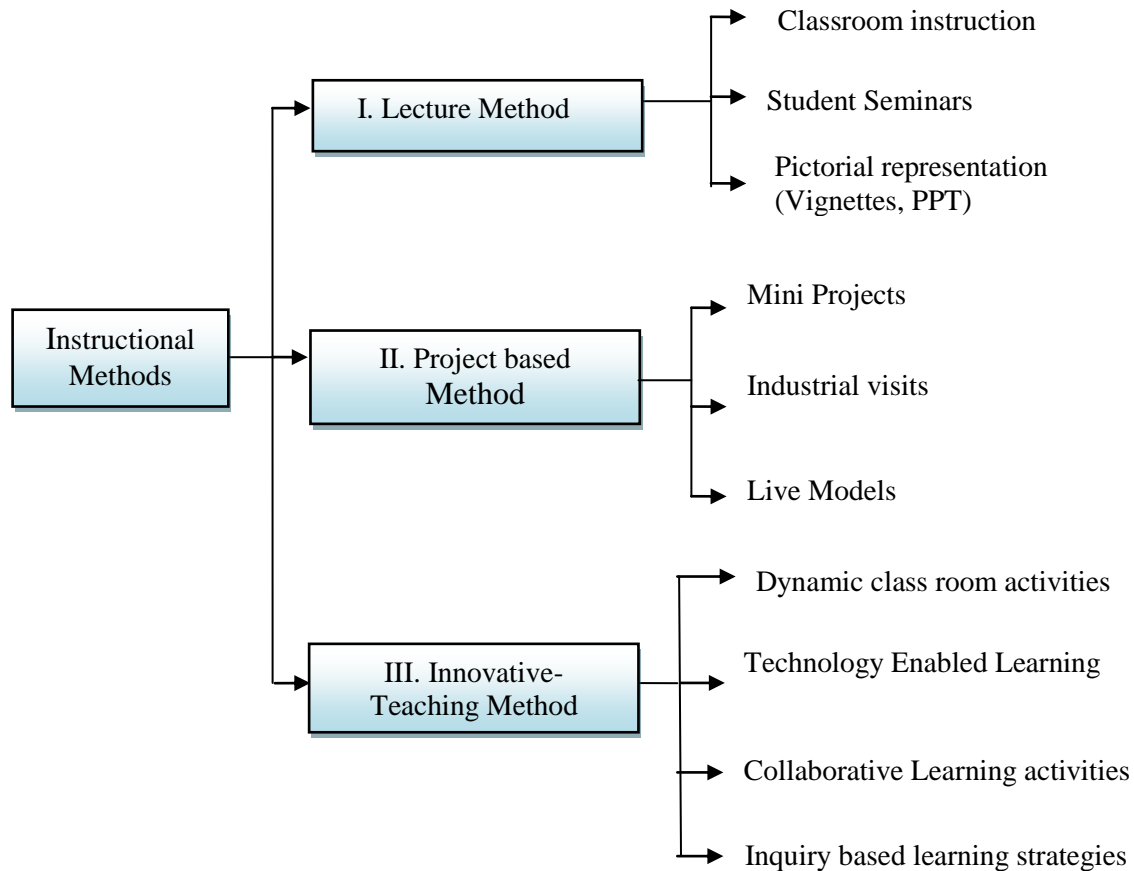 Classroom instruction
I. Lecture Method
Student Seminars
Pictorial representation
(Vignettes, PPT)
Instructional
Methods
II. Project based
Method
Mini Projects
Industrial visits
Live Models
III. Innovative-
Teaching Method
Dynamic class room activities
Technology Enabled Learning
Collaborative Learning activities
Inquiry based learning strategies